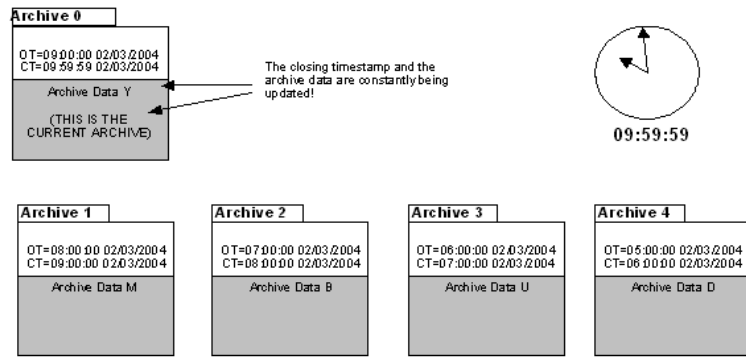 Archive 0
OT=09:00:00 02/03/2004
CT=09:59:59 02/03/2004
Archive Data Y
(THIS IS THE
CURRENT ARCHIVE)
The closing timestamp and the
archive data are constantly being
updated!
09:59:59
Archive 1
OT=08:00:00 02/03/2004
CT=09:00:00 02/03/2004
Archive Data M
Archive 2
OT=07:00:00 02/03/2004
CT=08:00:00 02/03/2004
Archive Data B
Archive 3
OT=06:00:00 02/03/2004
CT=07:00:00 02/03/2004
Archive Data U
Archive 4
OT=05:00:00 02/03/2004
CT=06:00:00 02/03/2004
Archive Data D